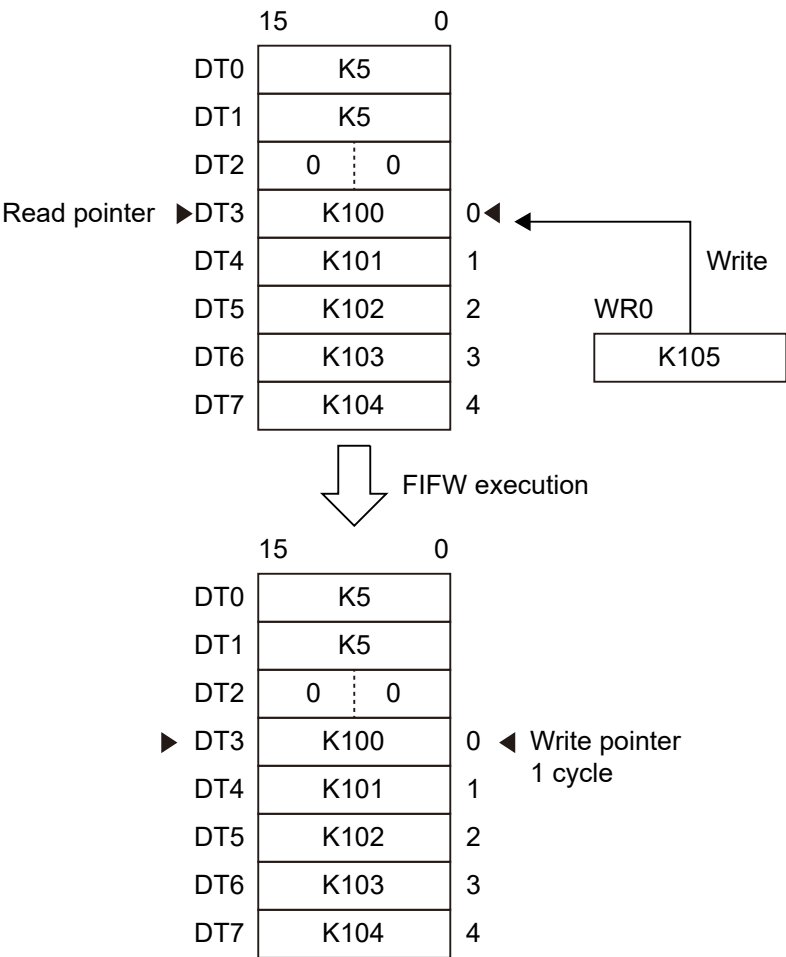 15 0
DT0 K5
DT1 K5
DT2 0 0
Read pointer DT3 K100 0
DT4 K101 1 Write
DT5 K102 2 WR0
DT6 K103 3 K105
DT7 K104 4
FIFW execution
15 0
DT0 K5
DT1 K5
DT2 0 0
DT3 K100 0 Write pointer
1 cycle
DT4 K101 1
DT5 K102 2
DT6 K103 3
DT7 K104 4